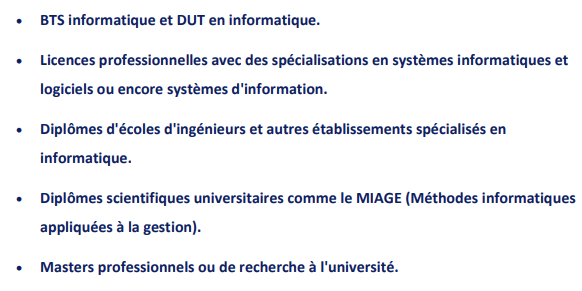 • BTS informatique et DUT en informatique.
• Licences professionnelles avec des spécialisations en systèmes informatiques et
logiciels ou encore systèmes d'information.
• Diplômes d'écoles d'ingénieurs et autres établissements spécialisés en
informatique.
• Diplômes scientifiques universitaires comme le MIAGE (Méthodes informatiques
appliquées à la gestion).
• Masters professionnels ou de recherche à l'université.